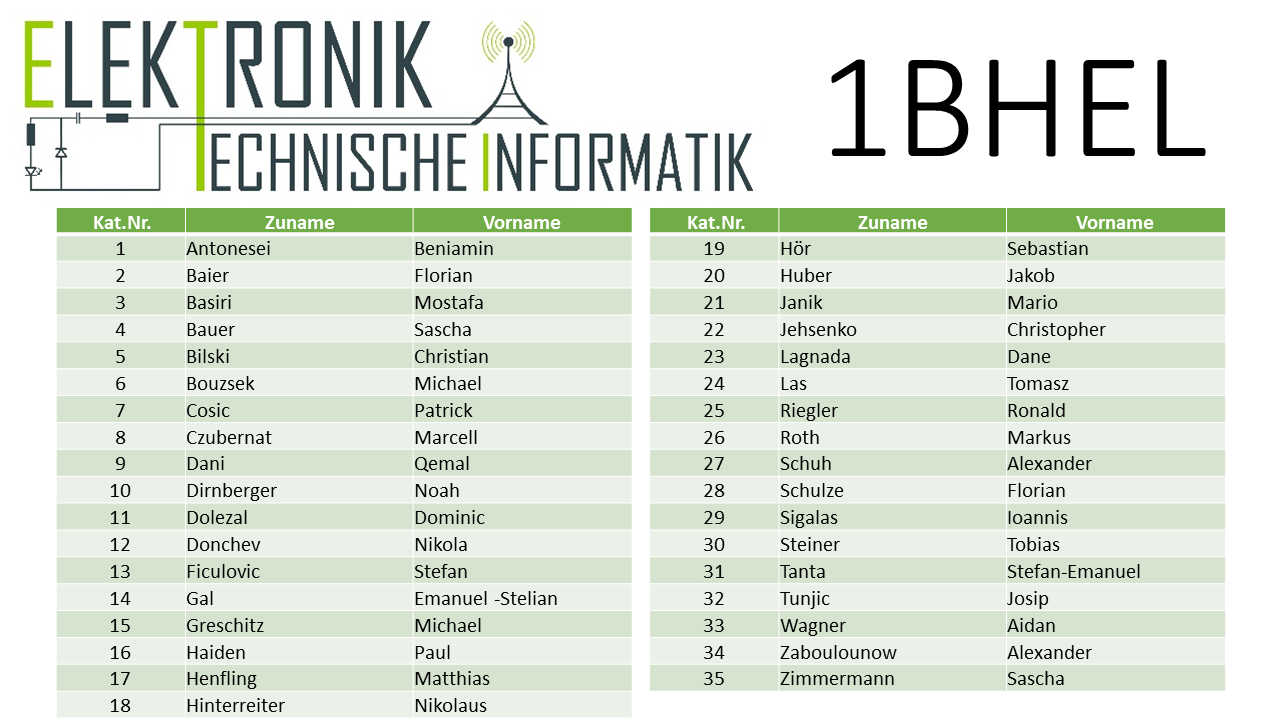 ELEKTRONIK
TECHNISCHE INFORMATIK
1BHEL
Kat.Nr. Zuname Vorname
1 Antonesei Beniamin
2 Baier Florian
3 Basiri Mostafa
4 Bauer Sascha
5 Bilski Christian
6 Bouzsek Michael
7 Cosic Patrick
8 Czubernat Marcell
9 Dani Qemal
10 Dirnberger Noah
11 Dolezal Dominic
12 Donchev Nikola
13 Ficulovic Stefan
14 Gal Emanuel -Stelian
15 Greschitz Michael
16 Haiden Paul
17 Henfling Matthias
18 Hinterreiter Nikolaus
Kat.Nr. Zuname Vorname
19 Hör Sebastian
20 Huber Jakob
21 Janik Mario
22 Jehsenko Christopher
23 Lagnada Dane
24 Las Tomasz
25 Riegler Ronald
26 Roth Markus
27 Schuh Alexander
28 Schulze Florian
29 Sigalas Ioannis
30 Steiner Tobias
31 Tanta Stefan-Emanuel
32 Tunjic Josip
33 Wagner Aidan
34 Zaboulounow Alexander
35 Zimmermann Sascha